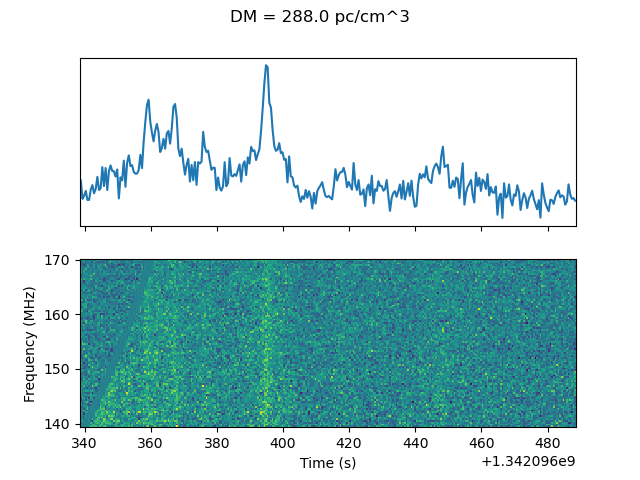 DM = 288.0 pc/cm^3
170
160
150
140
Frequency (MHz)
340 360 380 400 420 440 460 480
Time (s)
+1.342096e9